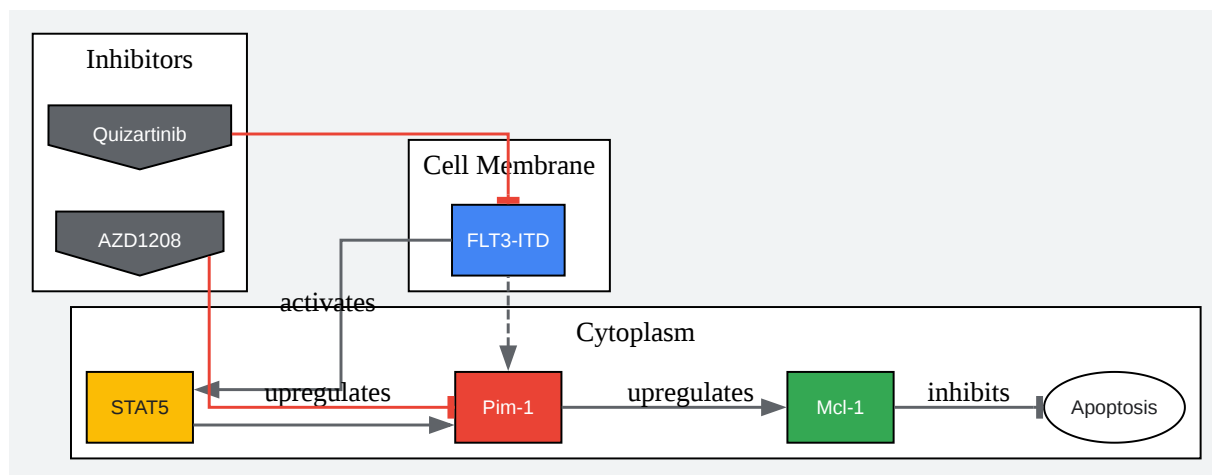 Inhibitors
Quizartinib
AZD1208
Cell Membrane
FLT3-ITD
activates
Cytoplasm
STAT5
upregulates
Pim-1
upregulates
Mcl-1
inhibits
Apoptosis